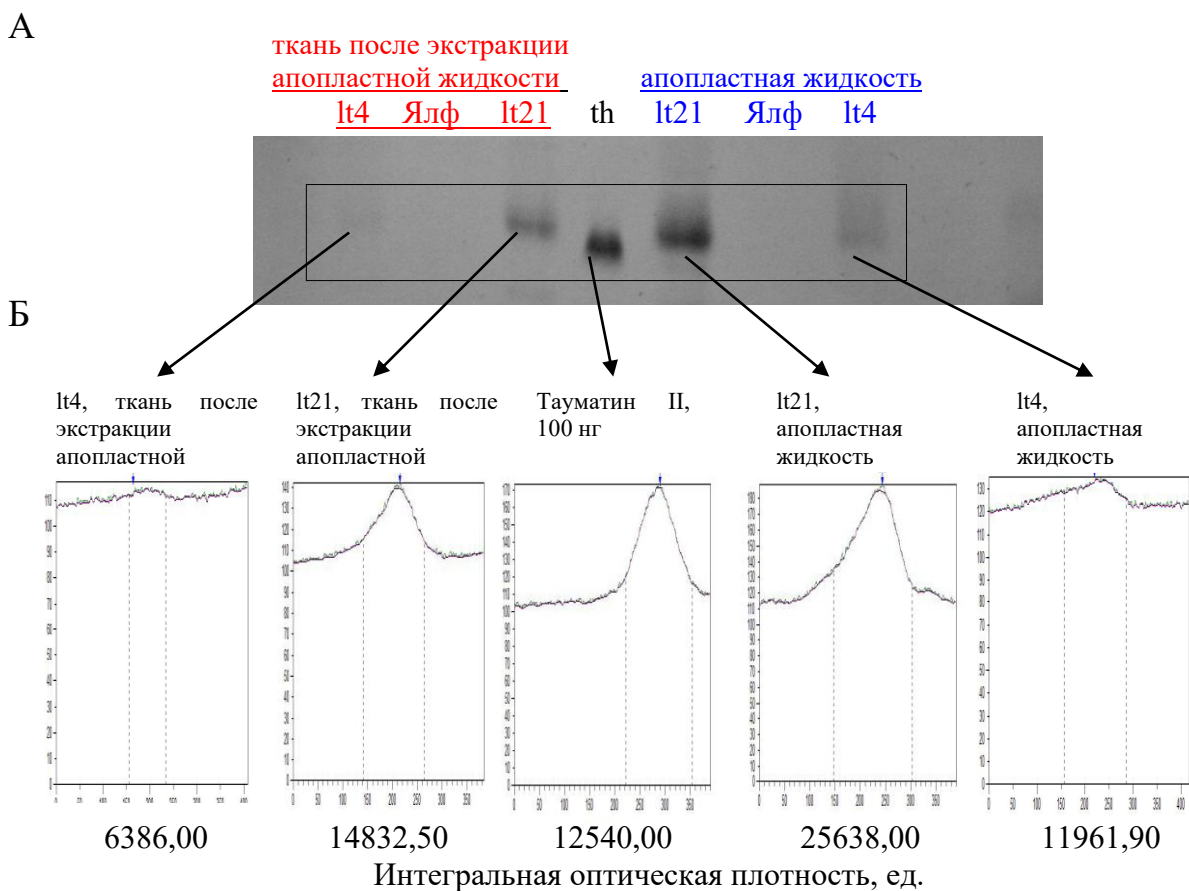 А
ткань после экстракции
апопластной жидкости апопластная жидкость
lt4 Ялф lt21 th lt21 Ялф lt4
Б
lt4, ткань после экстракции апопластной
lt21, ткань после экстракции апопластной
Тауматин II, 100 нг
lt21, апопластная жидкость
lt4, апопластная жидкость
6386,00 14832,50 12540,00 25638,00 11961,90
Интегральная оптическая плотность, ед.